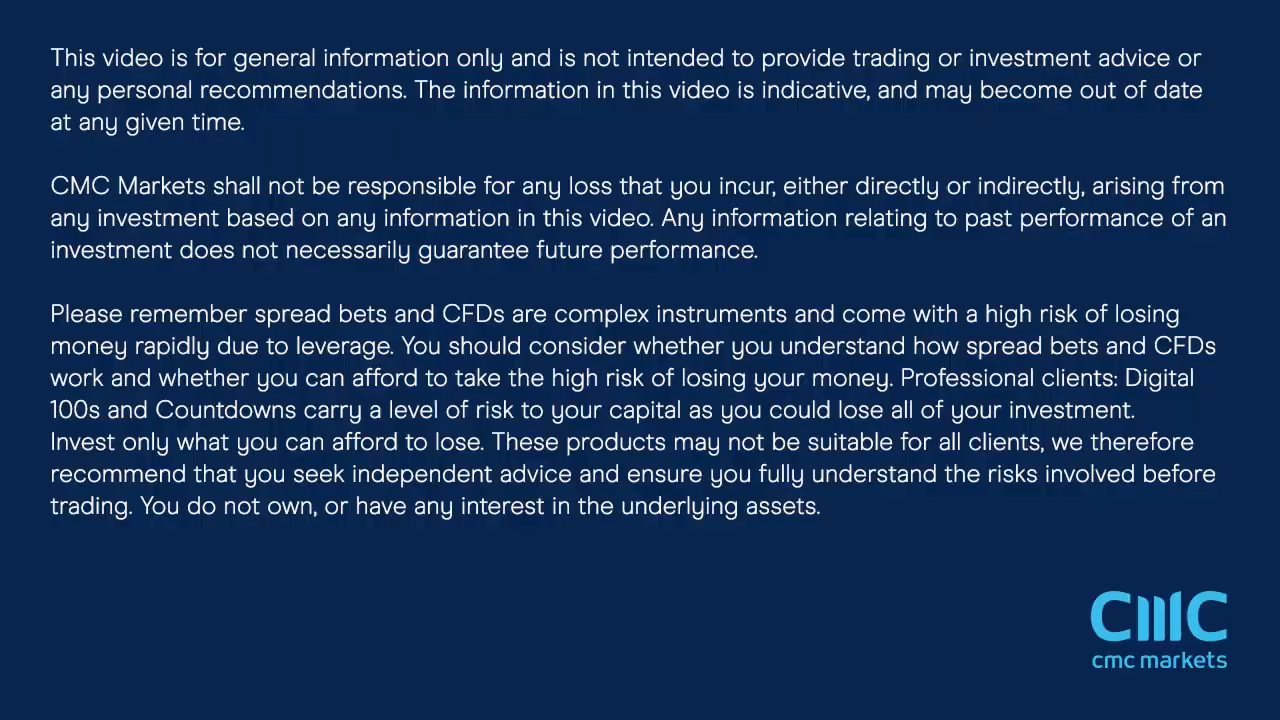 This video is for general information only and is not intended to provide trading or investment advice or
any personal recommendations. The information in this video is indicative, and may become out of date
at any given time.
CMC Markets shall not be responsible for any loss that you incur, either directly or indirectly, arising from
any investment based on any information in this video. Any information relating to past performance of an
investment does not necessarily guarantee future performance.
Please remember spread bets and CFDs are complex instruments and come with a high risk of losing
money rapidly due to leverage. You should consider whether you understand how spread bets and CFDs
work and whether you can afford to take the high risk of losing your money. Professional clients: Digital
100s and Countdowns carry a level of risk to your capital as you could lose all of your investment.
Invest only what you can afford to lose. These products may not be suitable for all clients, we therefore
recommend that you seek independent advice and ensure you fully understand the risks involved before
trading. You do not own, or have any interest in the underlying assets.
CMC
cmc markets